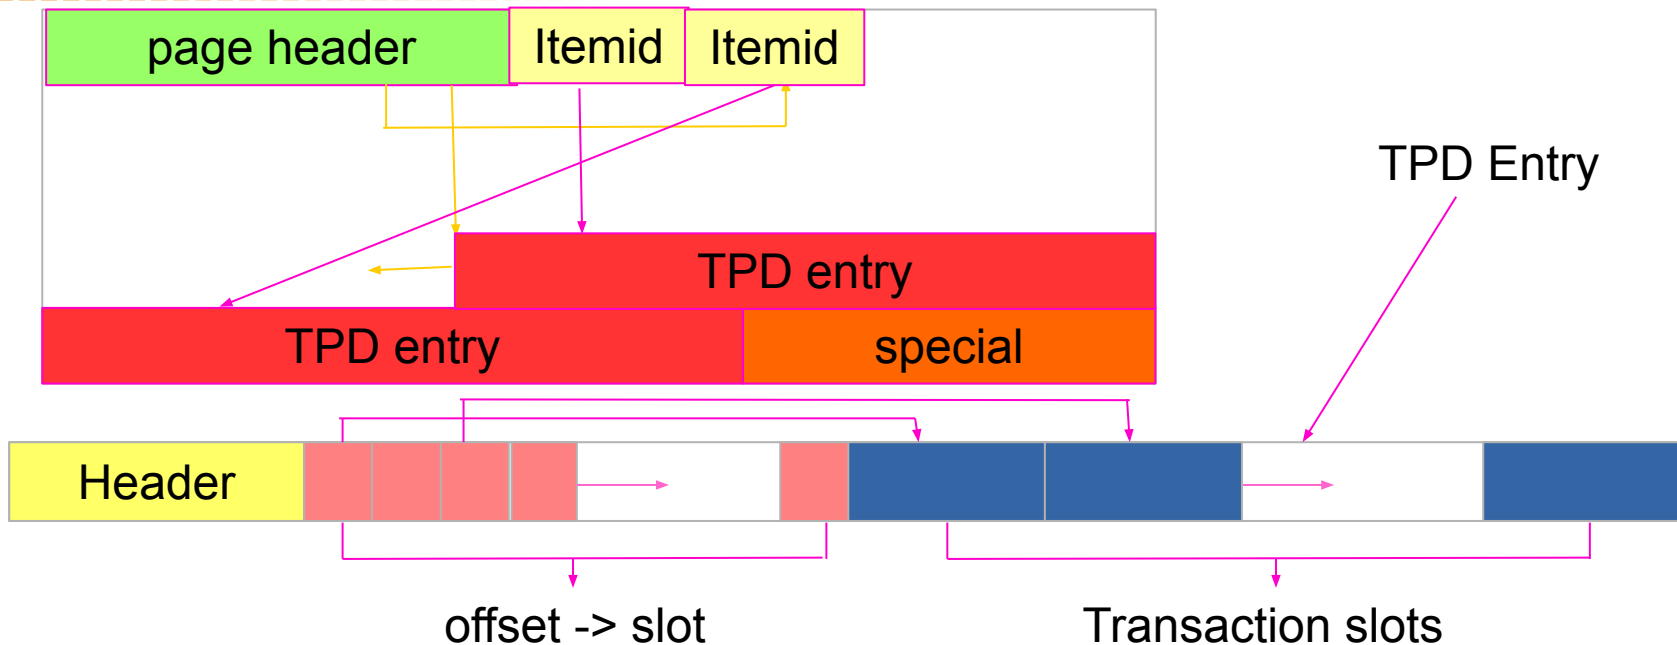 page header Itemid Itemid
TPD Entry
TPD entry
TPD entry special
Header
offset -> slot Transaction slots